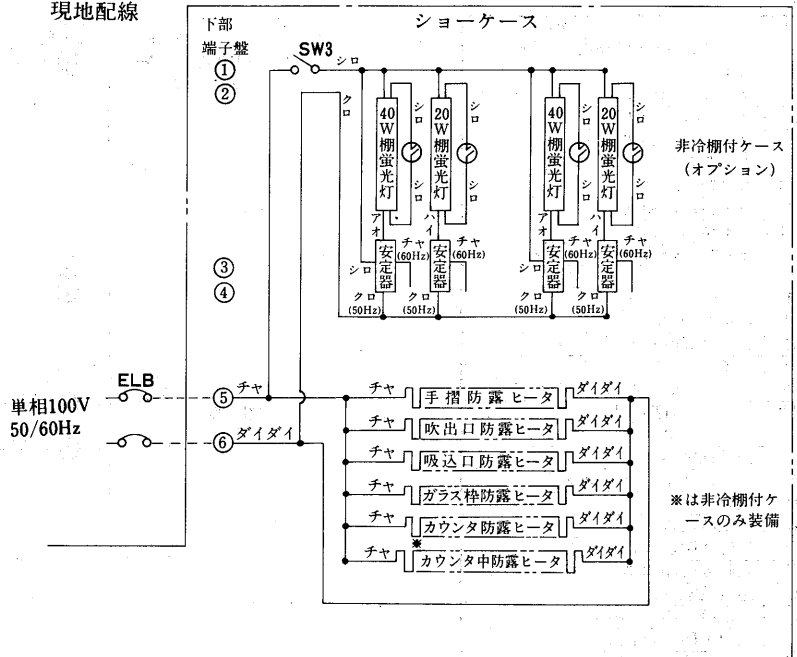 現地配線
ショーケース
下部
端子盤
①
②
SW3
シロ
クロ
40W棚蛍光灯
シロ
シロ
20W棚蛍光灯
シロ
シロ
40W棚蛍光灯
シロ
シロ
20W棚蛍光灯
シロ
シロ
非冷棚付ケース
(オプション)
アオ
チャ
(60Hz)
ハイ
チャ
(60Hz)
アオ
チャ
(60Hz)
ハイ
チャ
(60Hz)
③
④
シロ
安定器
安定器
シロ
安定器
安定器
クロ
(50Hz)
クロ
(50Hz)
クロ
(50Hz)
クロ
(50Hz)
単相100V
50/60Hz
ELB
⑤
チャ
⑥
ダイダイ
チャ 手摺防露ヒータ ダイダイ
チャ 吹出口防露ヒータ ダイダイ
チャ 吸込口防露ヒータ ダイダイ
チャ ガラス枠防露ヒータ ダイダイ
チャ カウンタ防露ヒータ ダイダイ
※
チャ カウンタ中防露ヒータ ダイダイ
※は非冷棚付ケ
ースのみ装備